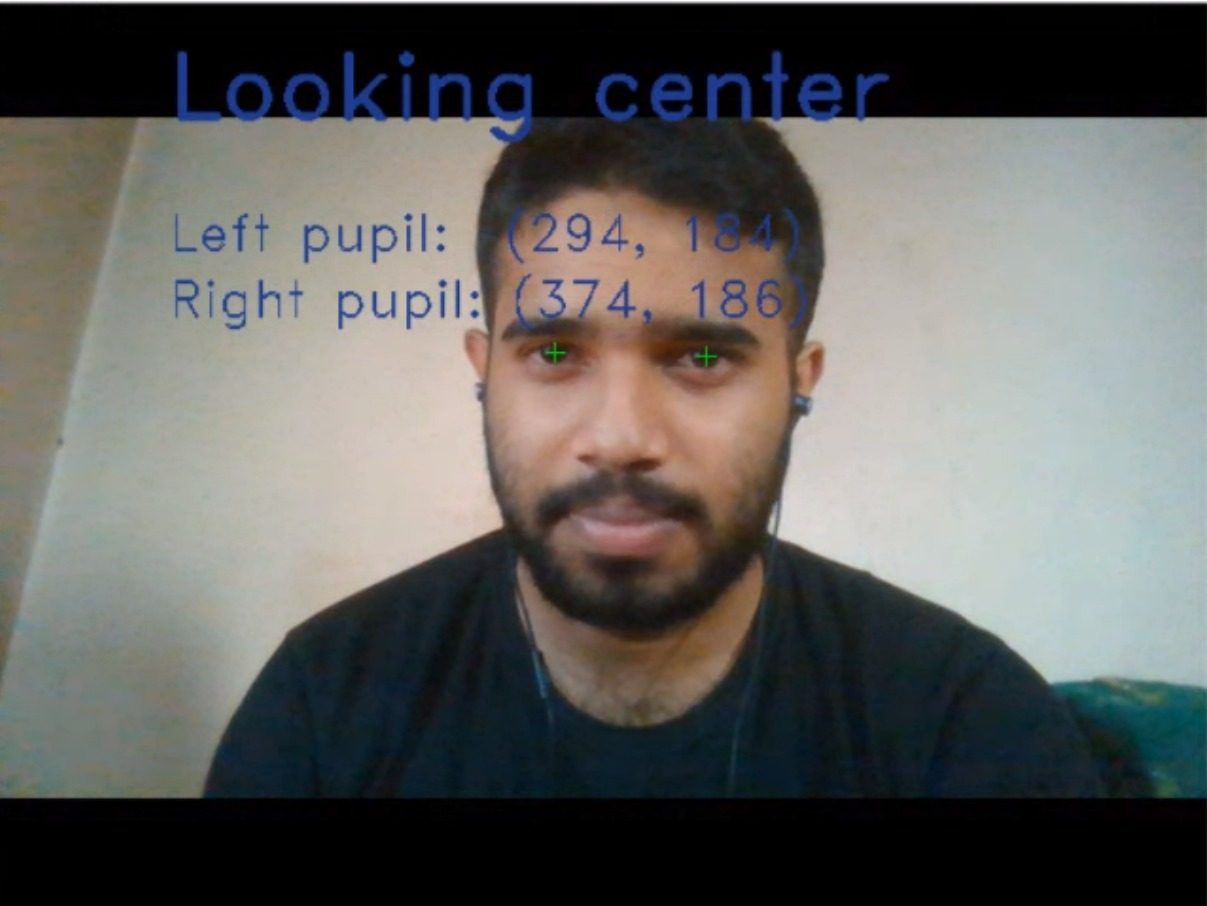 Looking center
Left pupil: (294, 184)
Right pupil: (374, 186)